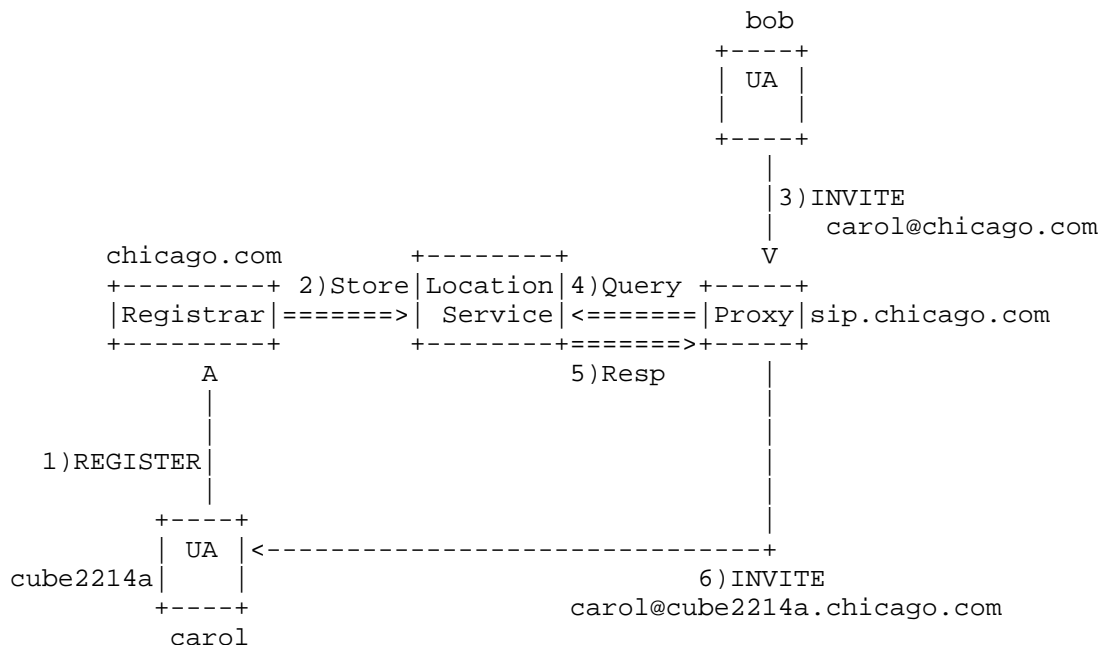 bob
UA
3)INVITE
carol@chicago.com
chicago.com
2)Store Location 4)Query
Registrar Service Proxy sip.chicago.com
5)Resp
1)REGISTER
UA
cube2214a
6)INVITE
carol@cube2214a.chicago.com
carol